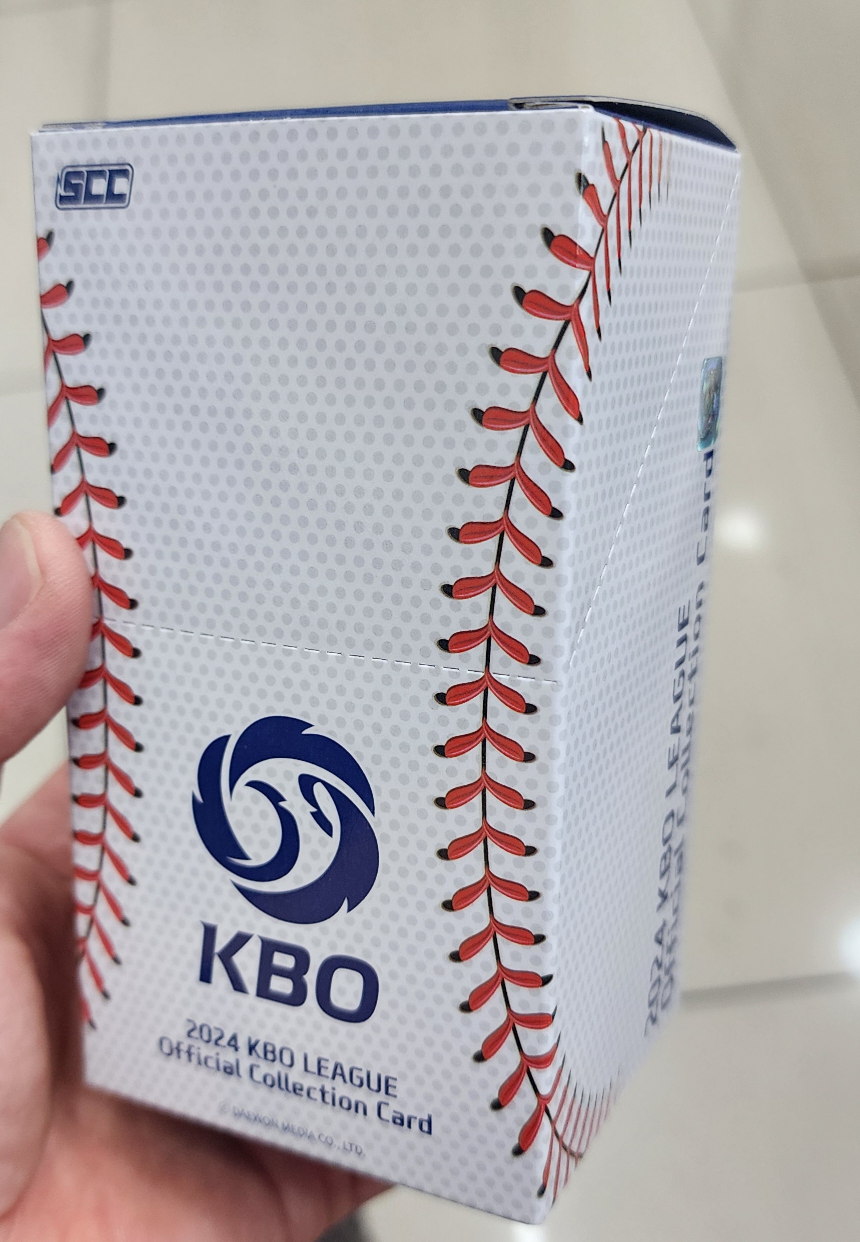 SCC
KBO
2024 KBO LEAGUE
Official Collection Card
© DAEWON MEDIA CO., LTD.
2024 KBO LEAGUE
Official Collection Card